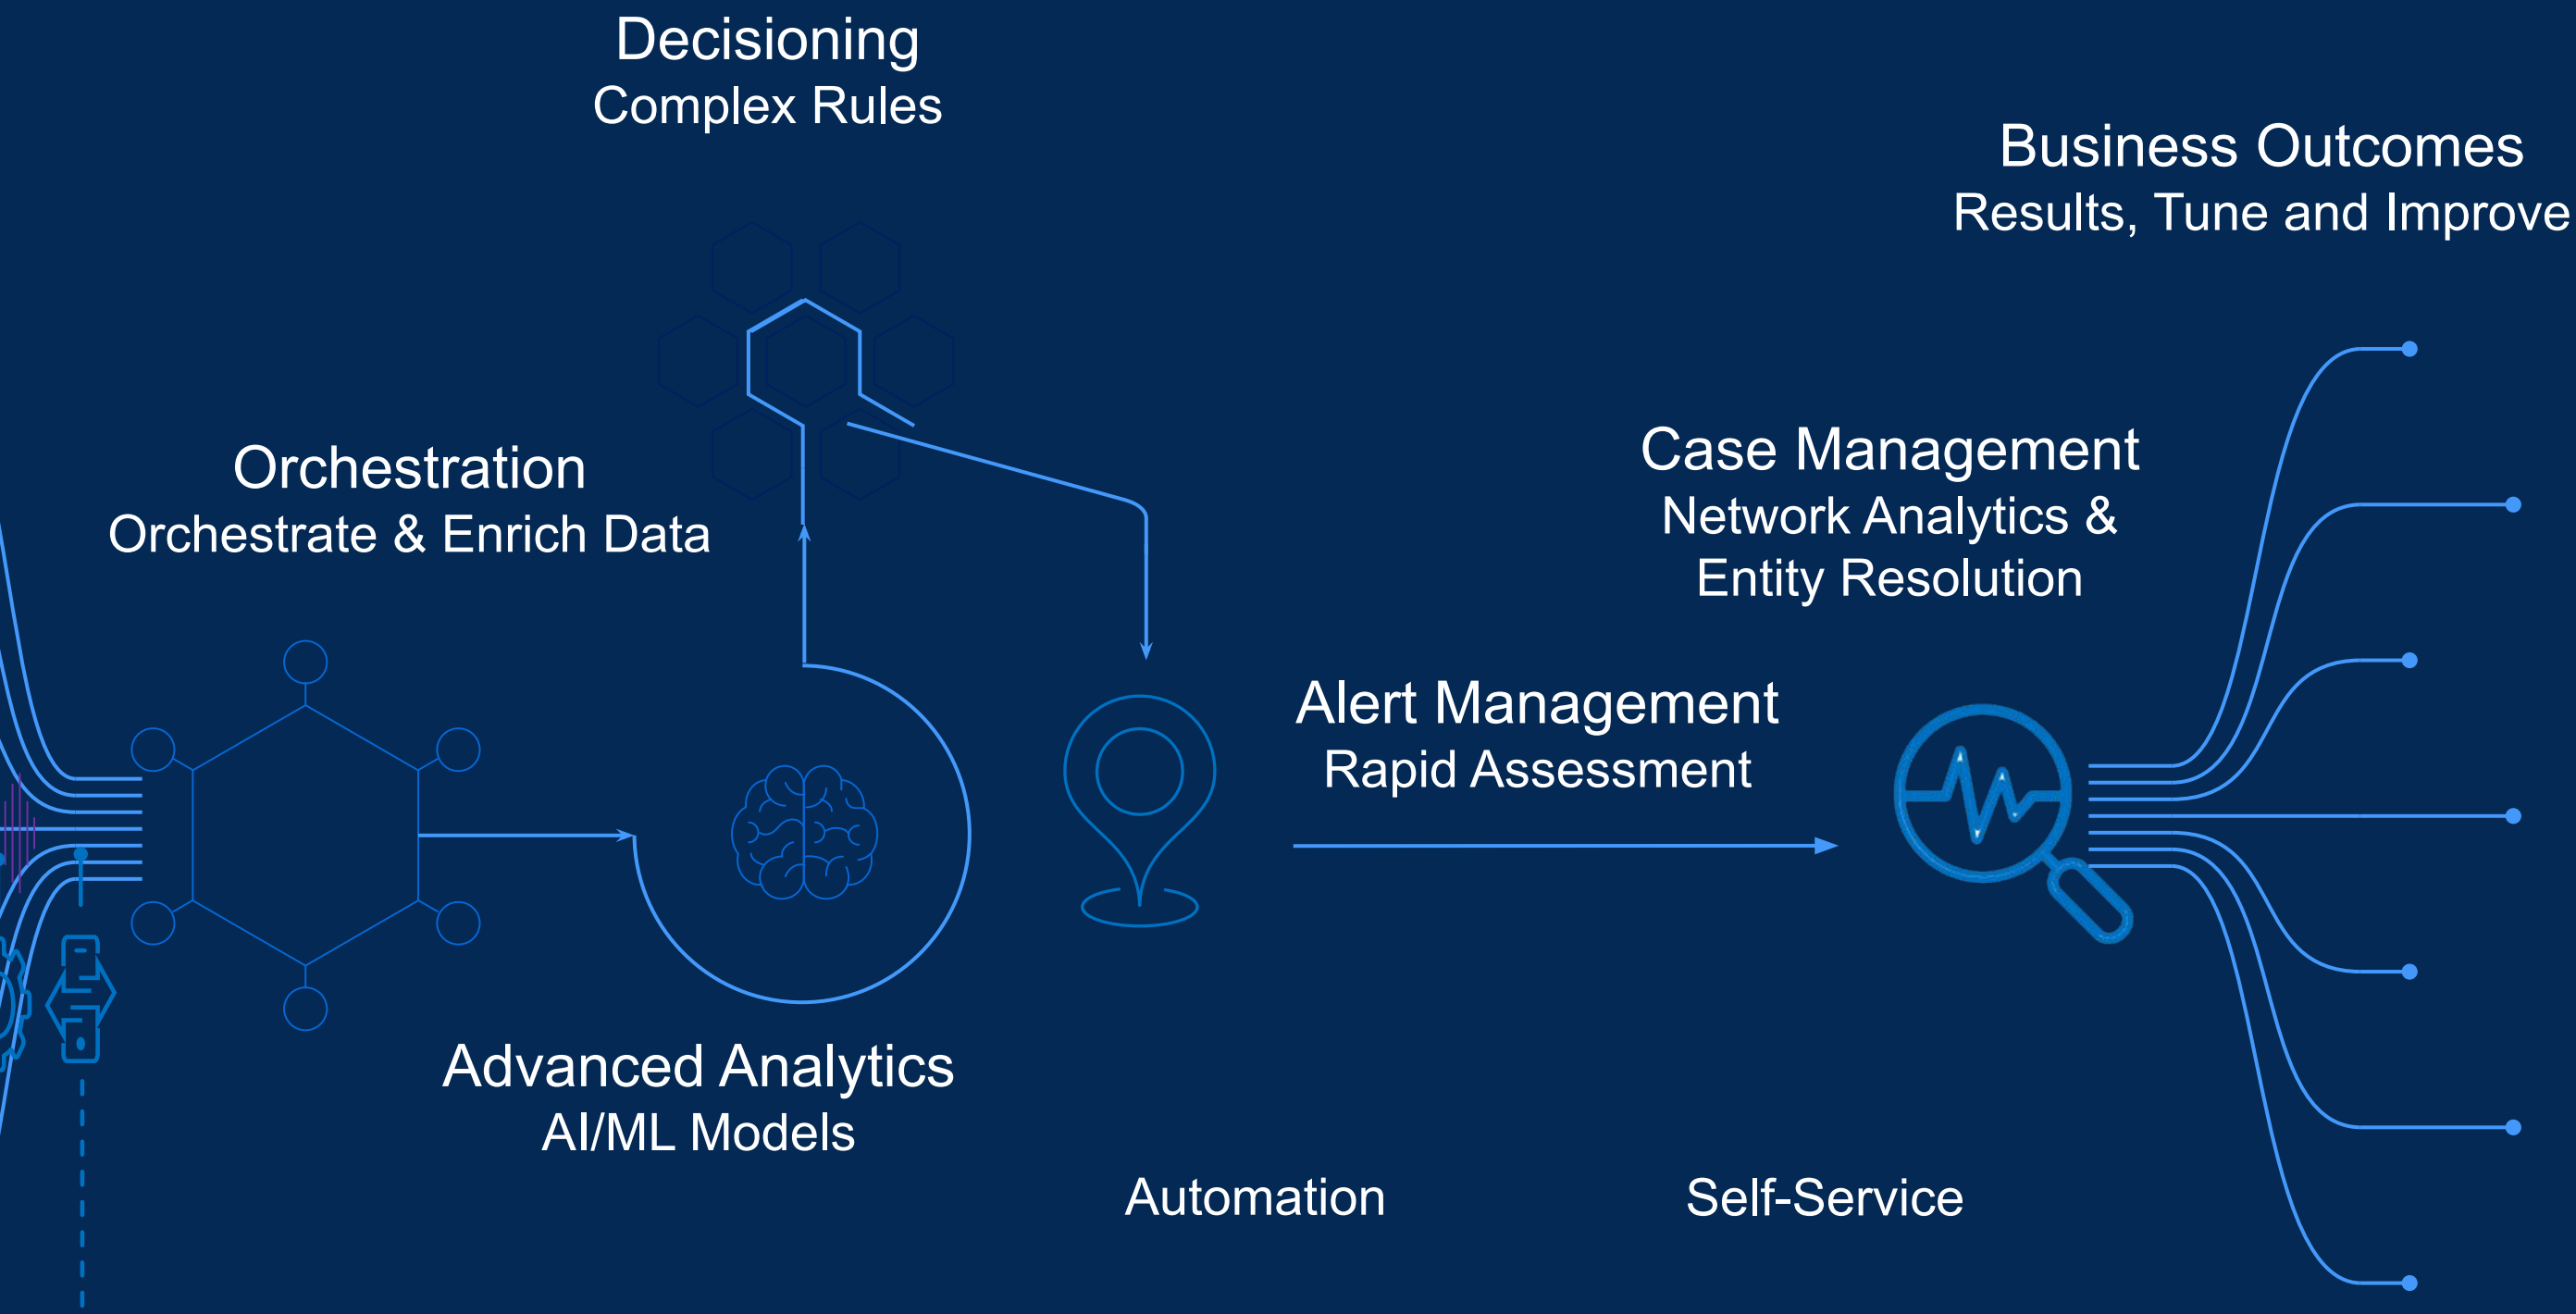 Decisioning
Complex Rules
Business Outcomes
Results, Tune and Improve
Orchestration
Orchestrate & Enrich Data
Case Management
Network Analytics &
Entity Resolution
Alert Management
Rapid Assessment
Advanced Analytics
AI/ML Models
Automation
Self-Service